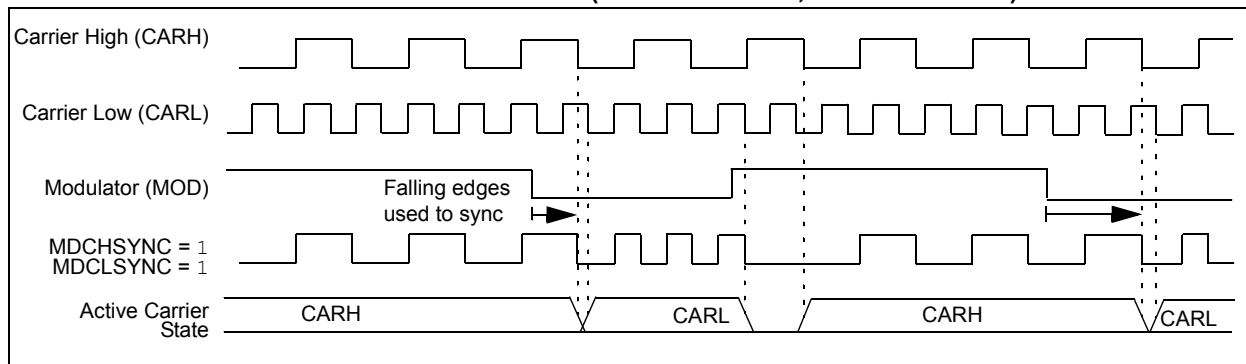 Carrier High (CARH)
Carrier Low (CARL)
Modulator (MOD)
Falling edges
used to sync
MDCHSYNC = 1
MDCLSYNC = 1
Active Carrier
State
CARH
CARL
CARH
CARL